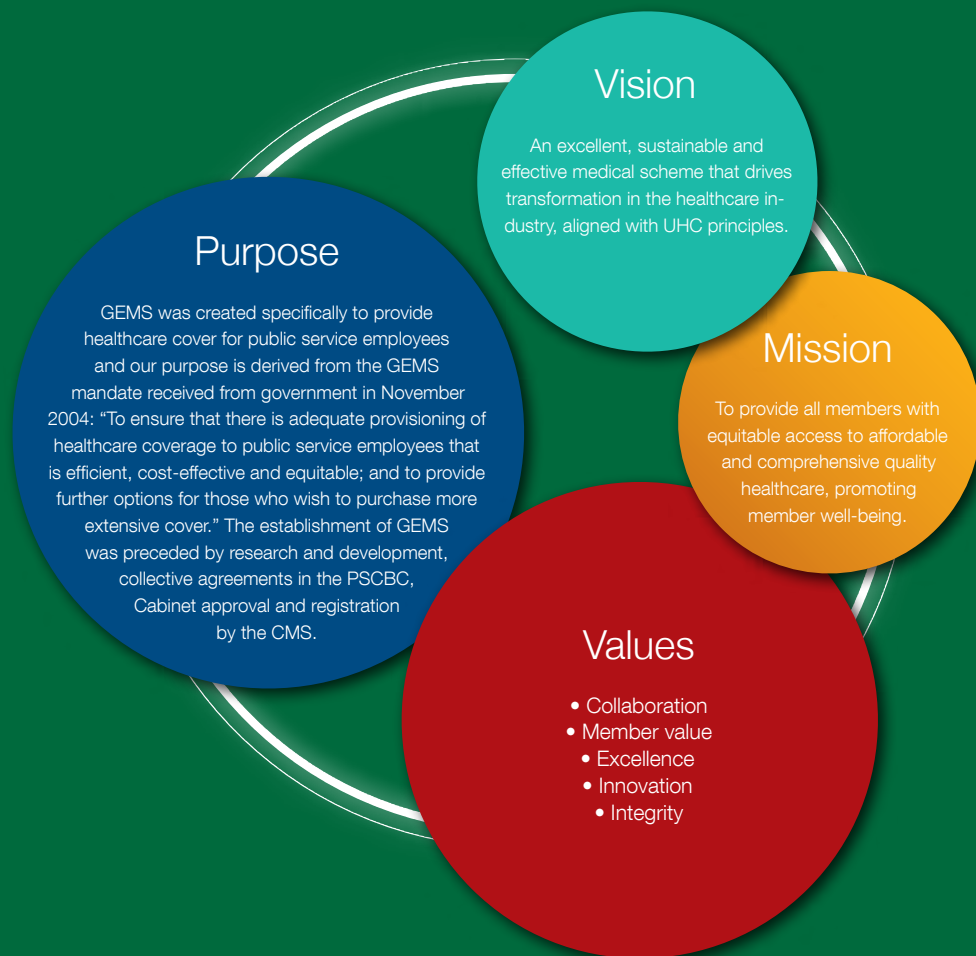 Vision
An excellent, sustainable and
effective medical scheme that drives
transformation in the healthcare in-
dustry, aligned with UHC principles.
Purpose
GEMS was created specifically to provide
healthcare cover for public service employees
and our purpose is derived from the GEMS
mandate received from government in November
2004: “To ensure that there is adequate provisioning of
healthcare coverage to public service employees that
is efficient, cost-effective and equitable; and to provide
further options for those who wish to purchase more
extensive cover.” The establishment of GEMS
was preceded by research and development,
collective agreements in the PSCBC,
Cabinet approval and registration
by the CMS.
Mission
To provide all members with
equitable access to affordable
and comprehensive quality
healthcare, promoting
member well-being.
Values
• Collaboration
• Member value
• Excellence
• Innovation
• Integrity